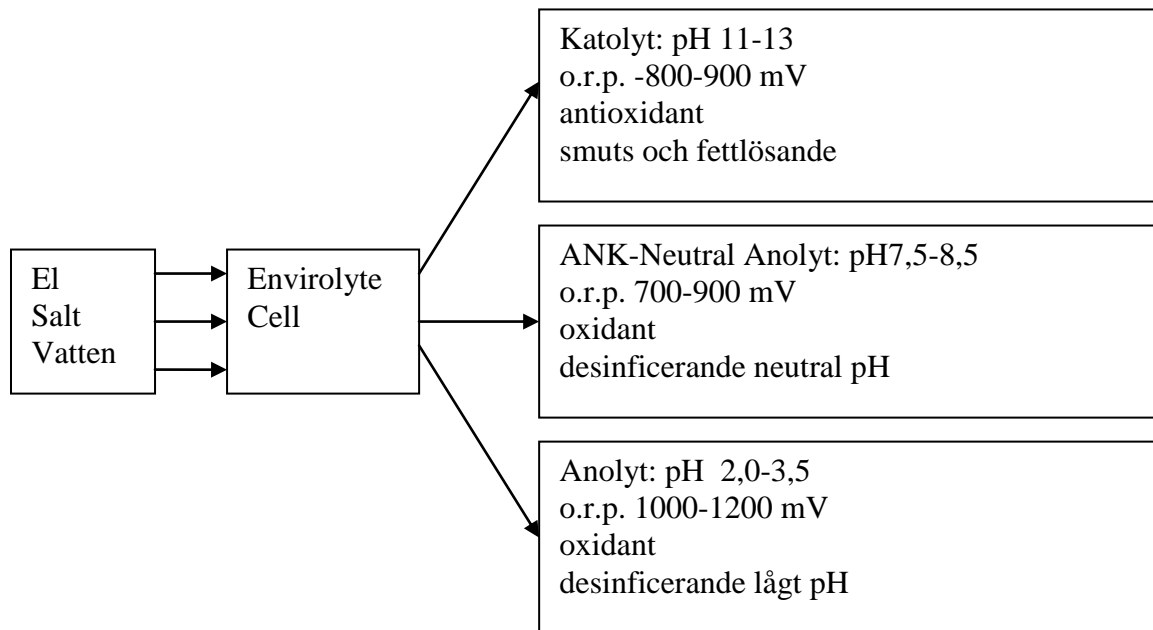 El
Salt
Vatten
Envirolyte
Cell
Katolyt: pH 11-13
o.r.p. -800-900 mV
antioxidant
smuts och fettlösande
ANK-Neutral Anolyt: pH7,5-8,5
o.r.p. 700-900 mV
oxidant
desinficerande neutral pH
Anolyt: pH  2,0-3,5
o.r.p. 1000-1200 mV
oxidant
desinficerande lågt pH